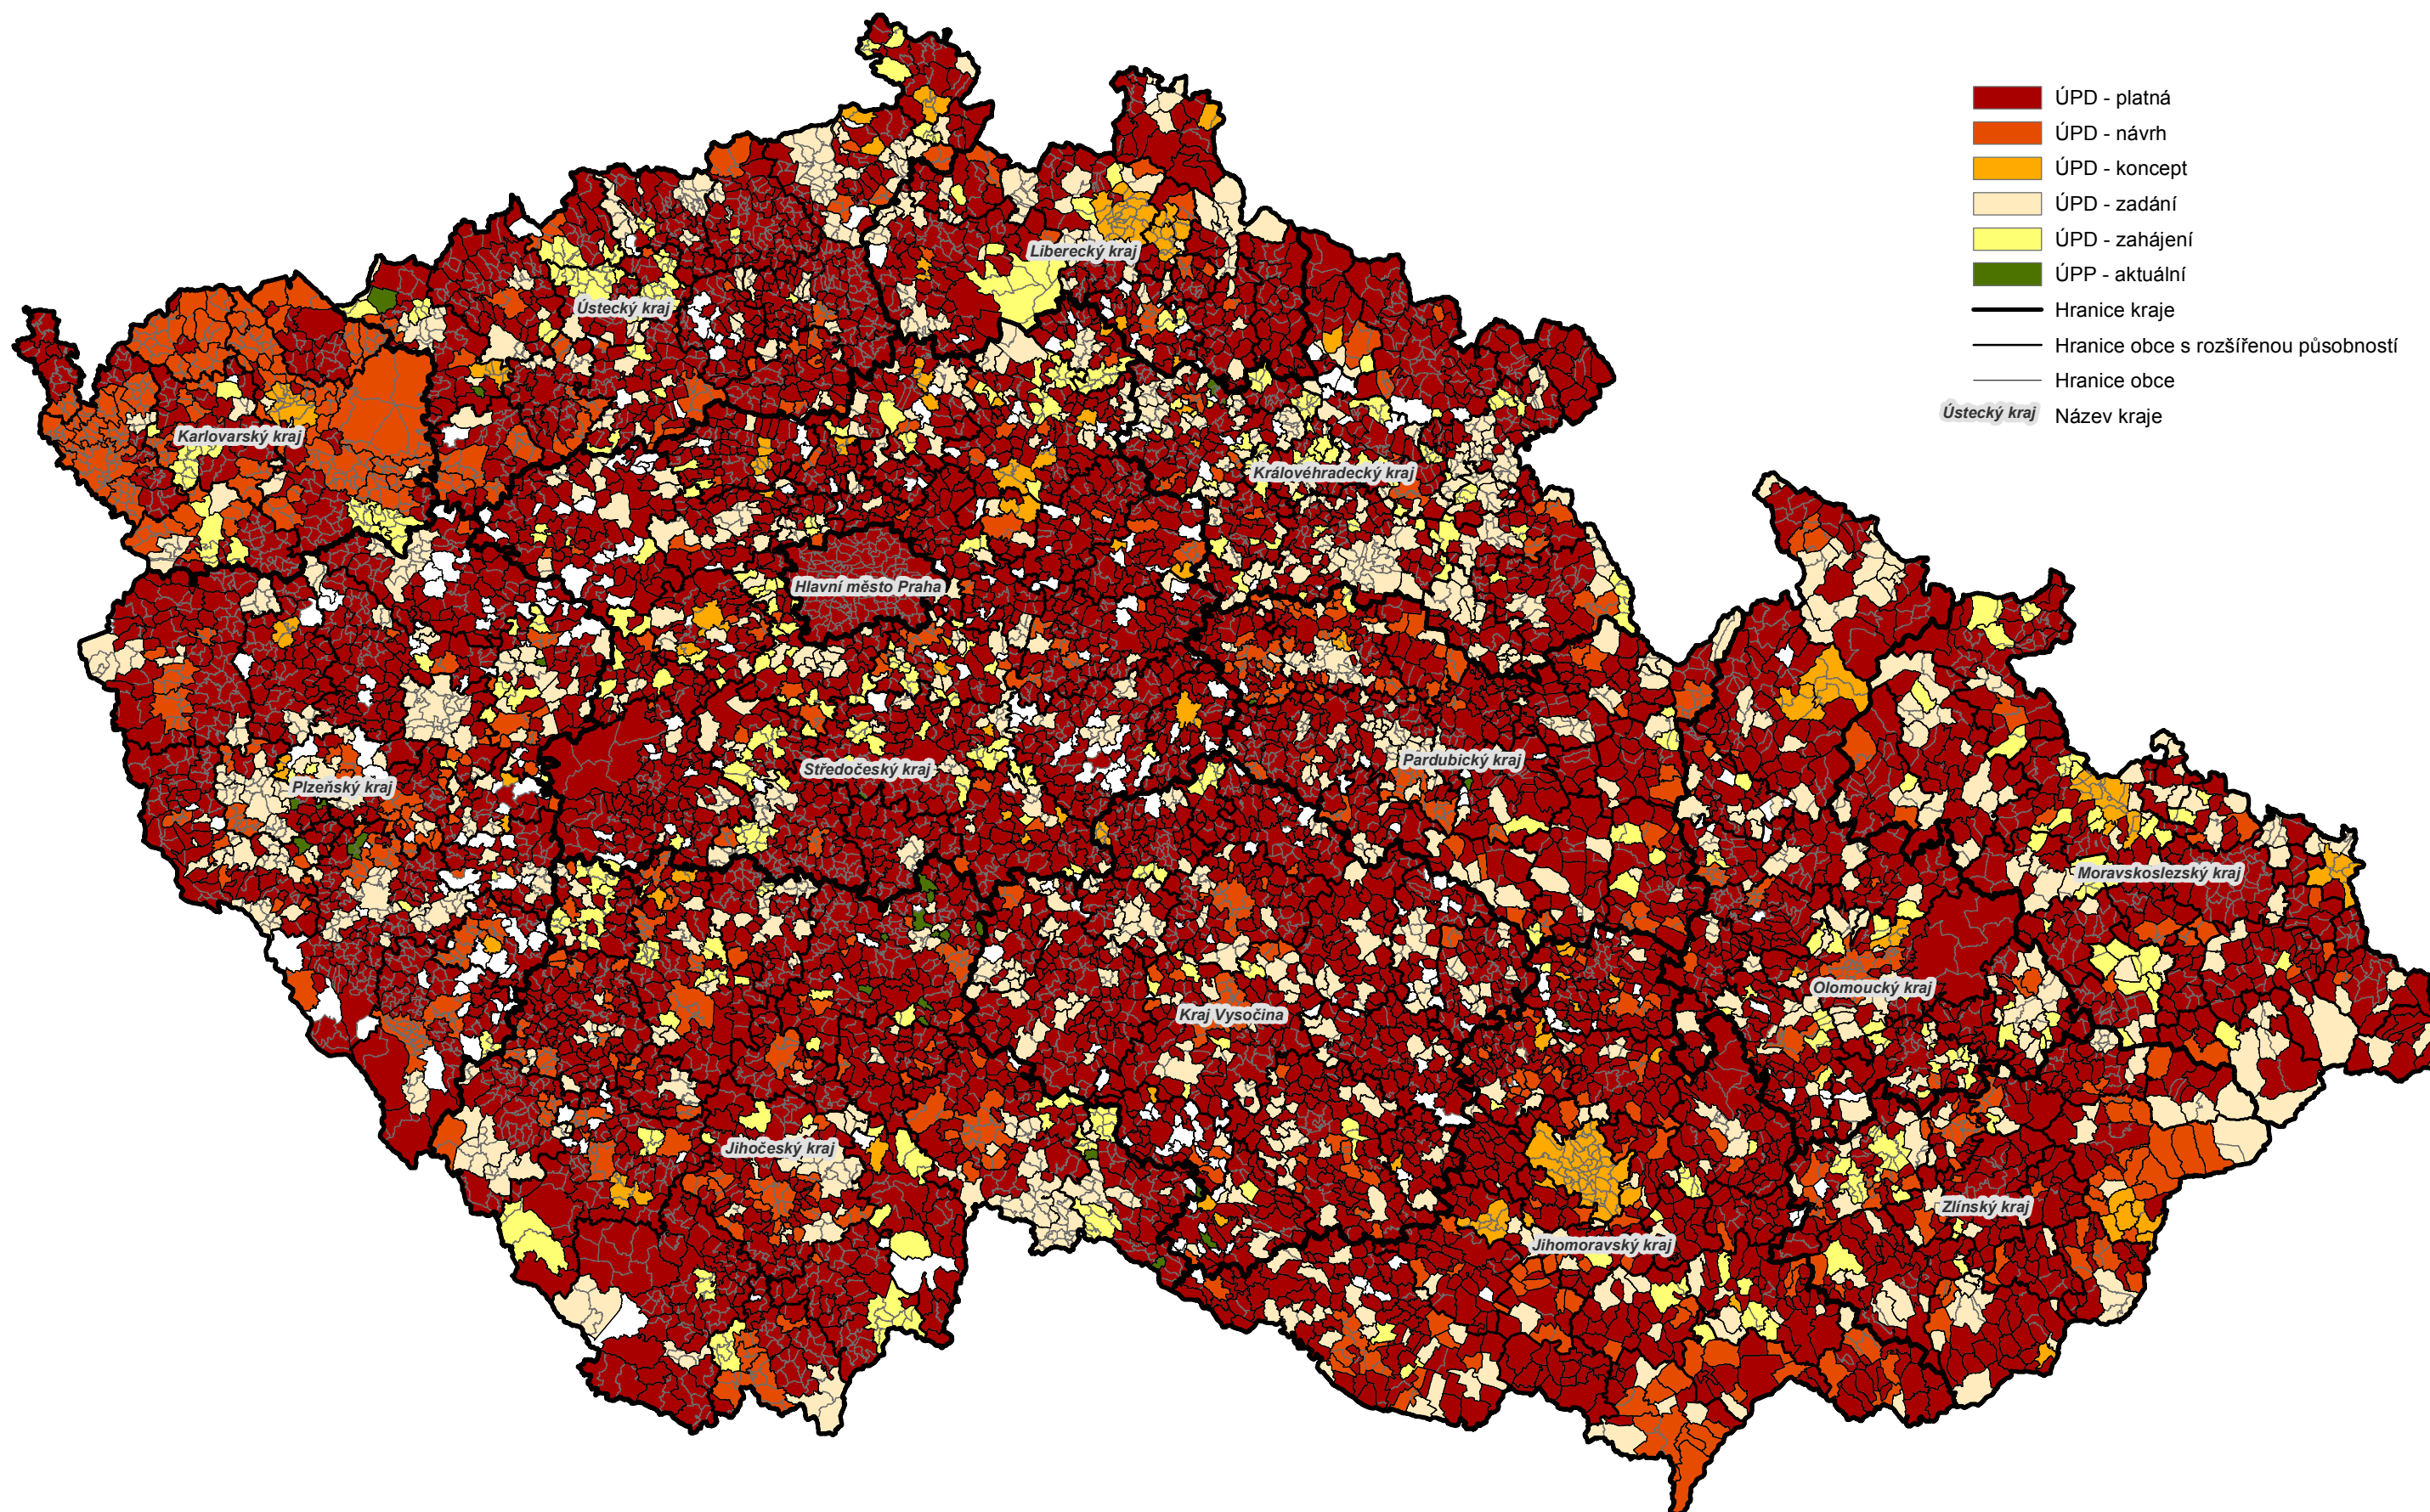 ÚPD - platná
ÚPD - návrh
ÚPD - koncept
ÚPD - zadání
ÚPD - zahájení
ÚPP - aktuální
Hranice kraje
Hranice obce s rozšířenou působností
Hranice obce
Ústecký kraj Název kraje
Liberecký kraj
Ústecký kraj
Karlovarský kraj
Královéhradecký kraj
Hlavní město Praha
Pardubický kraj
Středočeský kraj
Plzeňský kraj
Moravskoslezský kraj
Olomoucký kraj
Kraj Vysočina
Jihočeský kraj
Zlínský kraj
Jihomoravský kraj